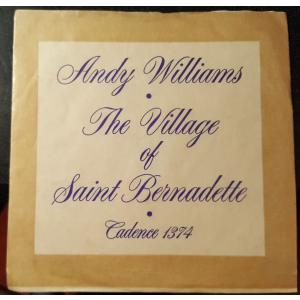 Andy Williams
•
The Village
of
Saint Bernadette
•
Cadence 1374